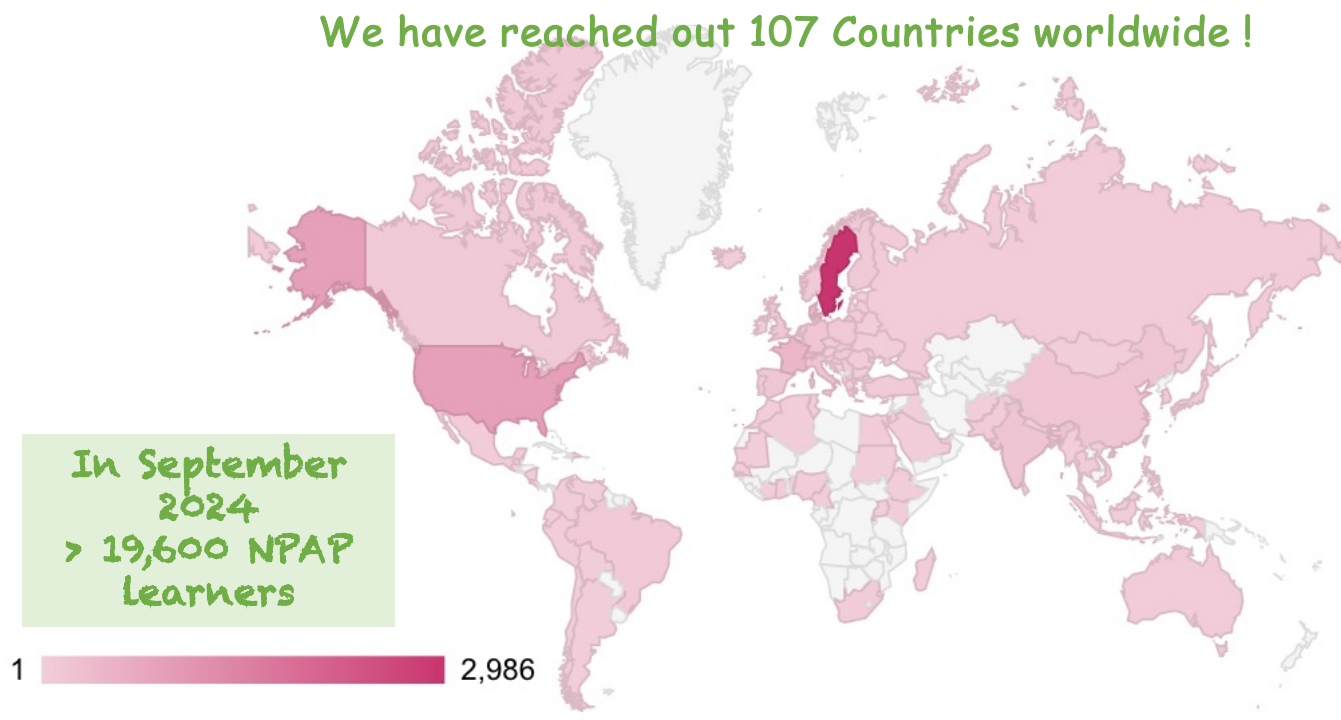 We have reached out 107 Countries worldwide !
In September
2024
> 19,600 NPAP
learners
1
2,986